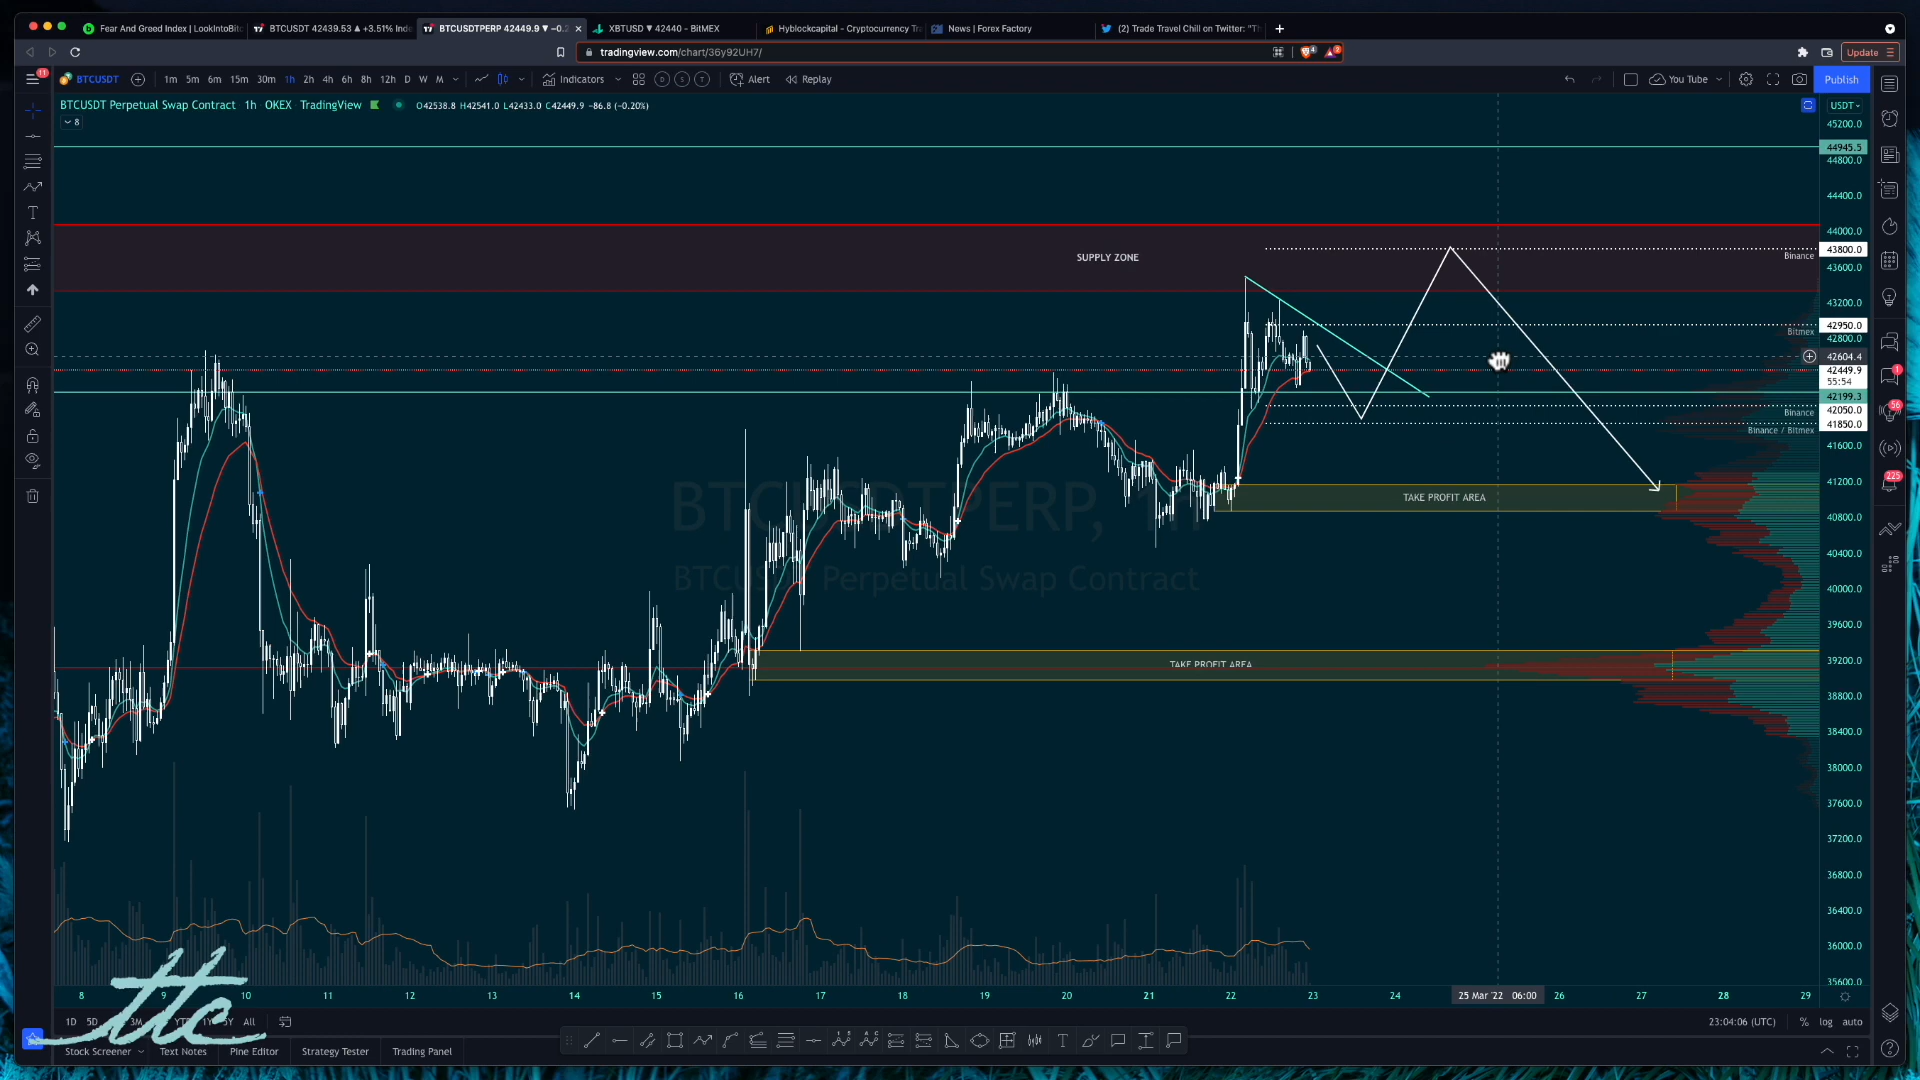 Fear And Greed Index | LookIntoBitc
BTCUSDT 42439.53 ▲ +3.51% Inde
BTCUSDTPERP 42449.9 ▼ −0.2
XBTUSD ▼ 42440 - BitMEX
Hyblockcapital - Cryptocurrency Tra
News | Forex Factory
(2) Trade Travel Chill on Twitter: "Th
tradingview.com/chart/36y92UH7/
Update
11
BTCUSDT
1m 5m 6m 15m 30m 1h 2h 4h 6h 8h 12h D W M
Indicators
D S T
Alert
Replay
You Tube
Publish
BTCUSDT Perpetual Swap Contract 1h OKEX TradingView
O42538.8 H42541.0 L42433.0 C42449.9 −86.8 (−0.20%)
8
USDT
45200.0
44945.5
44800.0
44400.0
44000.0
SUPPLY ZONE
43800.0
Binance
43600.0
43200.0
42950.0
Bitmex
42800.0
42604.4
42449.9
55:54
42199.3
42050.0
Binance
41850.0
Binance / Bitmex
41600.0
41200.0
TAKE PROFIT AREA
40800.0
BTCUSDTPERP, 1h
40400.0
BTCUSDT Perpetual Swap Contract
40000.0
39600.0
39200.0
TAKE PROFIT AREA
38800.0
38400.0
38000.0
37600.0
37200.0
36800.0
36400.0
36000.0
35600.0
8 9 10 11 12 13 14 15 16 17 18 19 20 21 22 23 24 25 Mar '22 06:00 26 27 28 29
ttc
1D 5D 3M YTD 1Y 5Y All
23:04:06 (UTC)
% log auto
Stock Screener
Text Notes
Pine Editor
Strategy Tester
Trading Panel
1
56
225